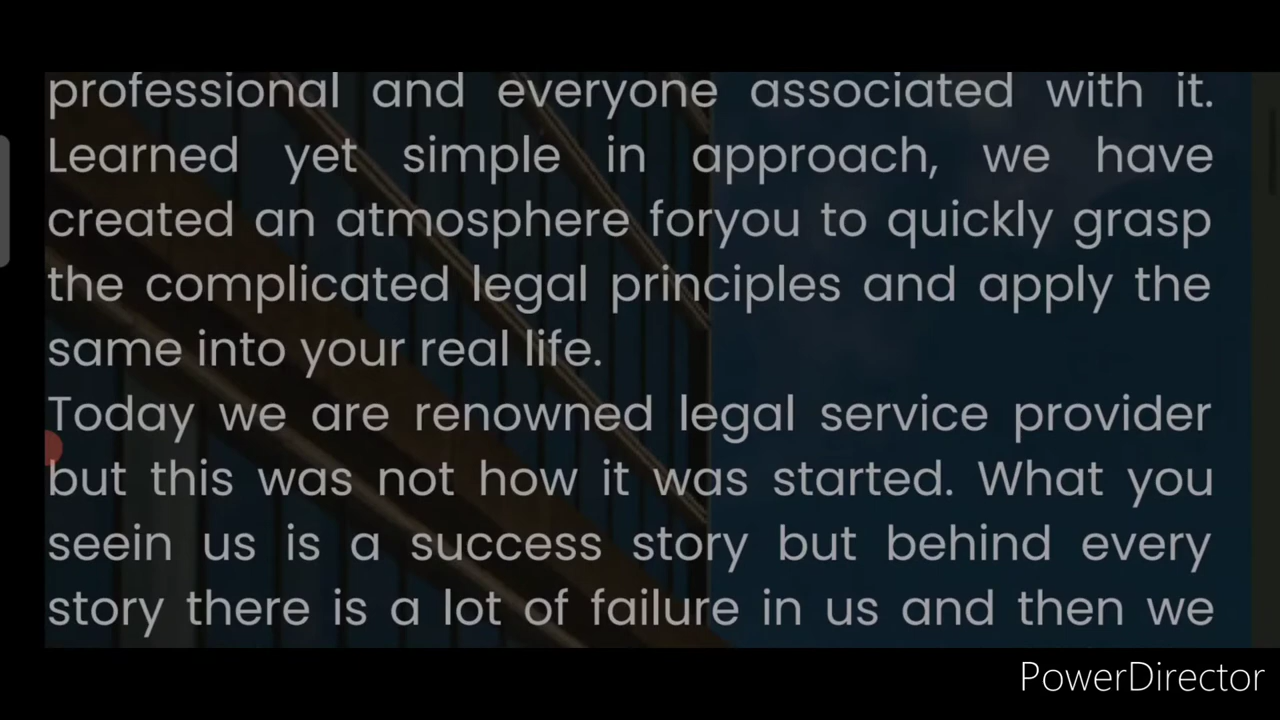 professional and everyone associated with it.
Learned yet simple in approach, we have
created an atmosphere foryou to quickly grasp
the complicated legal principles and apply the
same into your real life.
Today we are renowned legal service provider
but this was not how it was started. What you
seein us is a success story but behind every
story there is a lot of failure in us and then we
PowerDirector